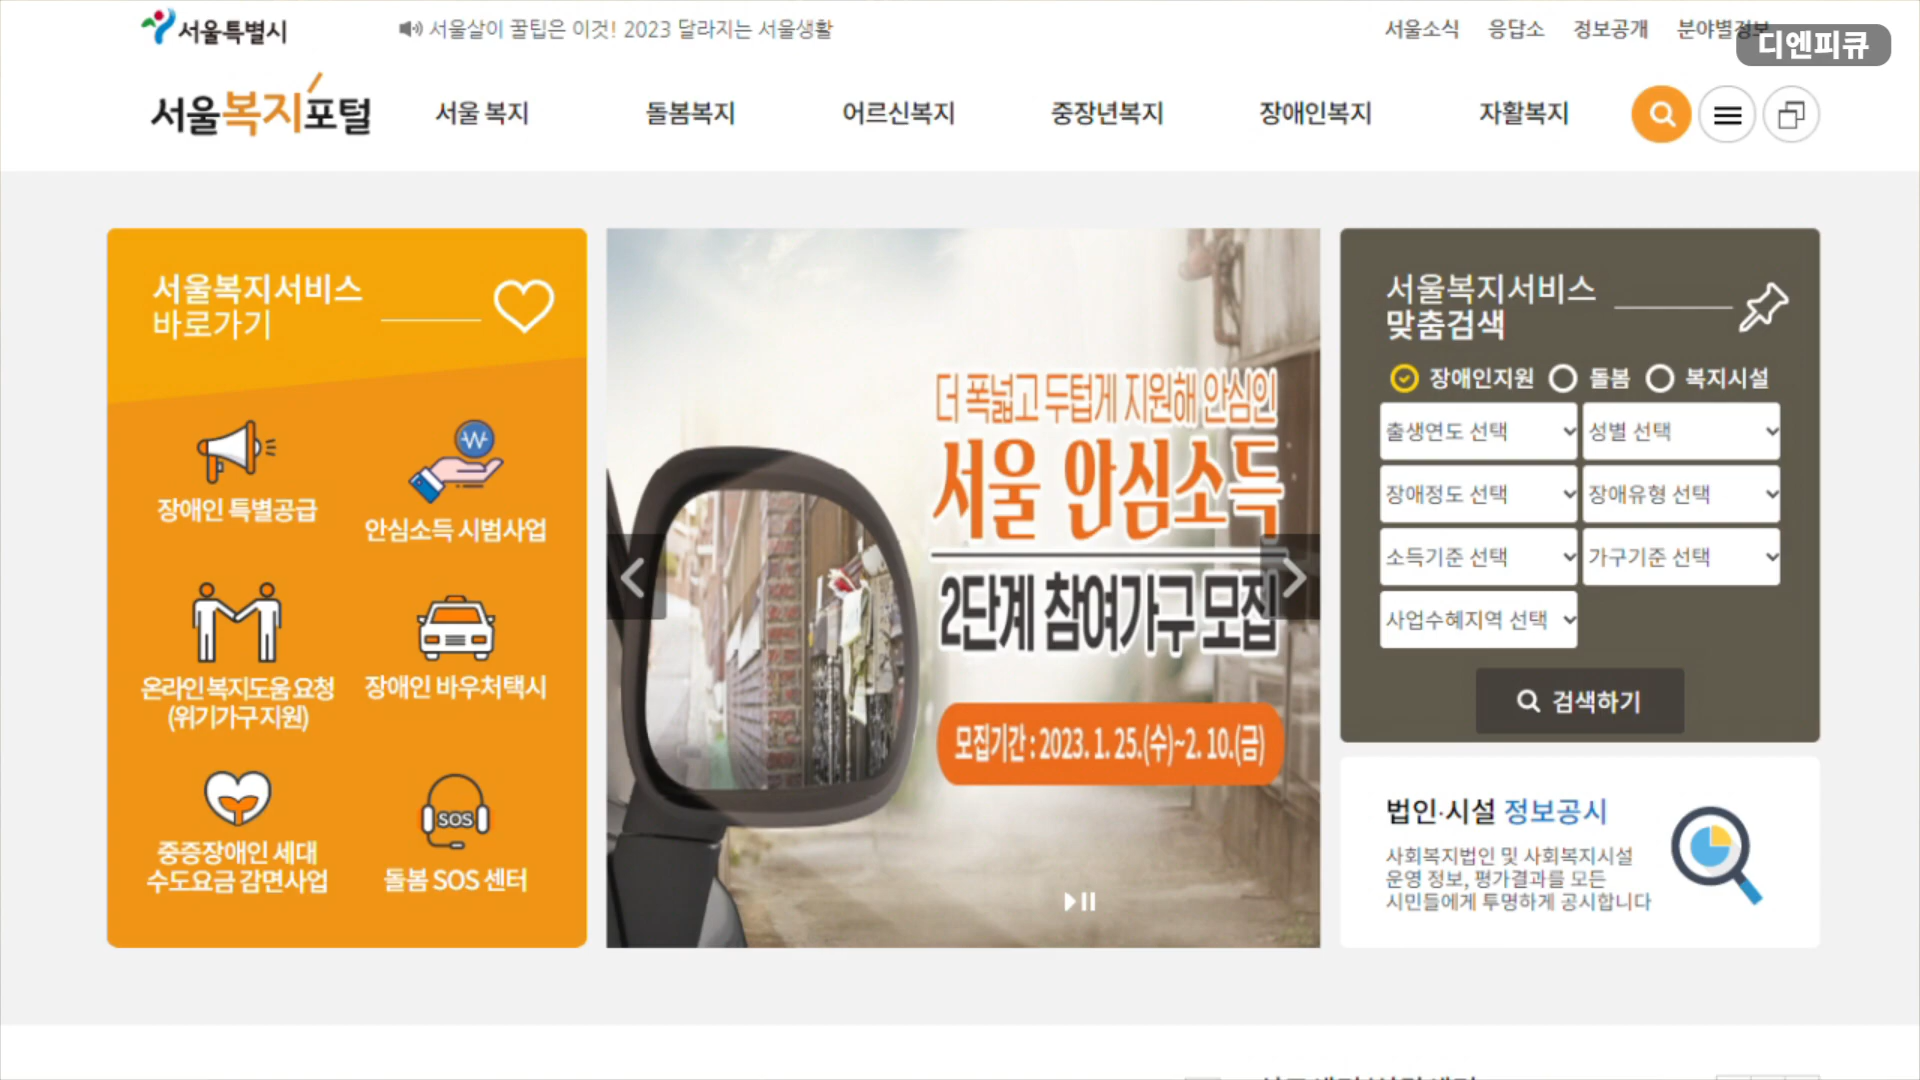 서울특별시
서울살이 꿀팁은 이것! 2023 달라지는 서울생활
서울소식 응답소 정보공개 분야별정보
디엔피큐
서울복지포털
서울 복지 돌봄복지 어르신복지 중장년복지 장애인복지 자활복지
서울복지서비스
바로가기
장애인 특별공급
안심소득 시범사업
온라인 복지도움 요청
(위기가구 지원)
장애인 바우처택시
중증장애인 세대
수도요금 감면사업
SOS
돌봄 SOS 센터
더 폭넓고 두텁게 지원해 안심인
서울 안심소득
2단계 참여가구 모집
모집기간 : 2023. 1. 25.(수)~2. 10.(금)
서울복지서비스
맞춤검색
장애인지원 돌봄 복지시설
출생연도 선택 성별 선택
장애정도 선택 장애유형 선택
소득기준 선택 가구기준 선택
사업수혜지역 선택
검색하기
법인·시설 정보공시
사회복지법인 및 사회복지시설
운영 정보, 평가결과를 모든
시민들에게 투명하게 공시합니다